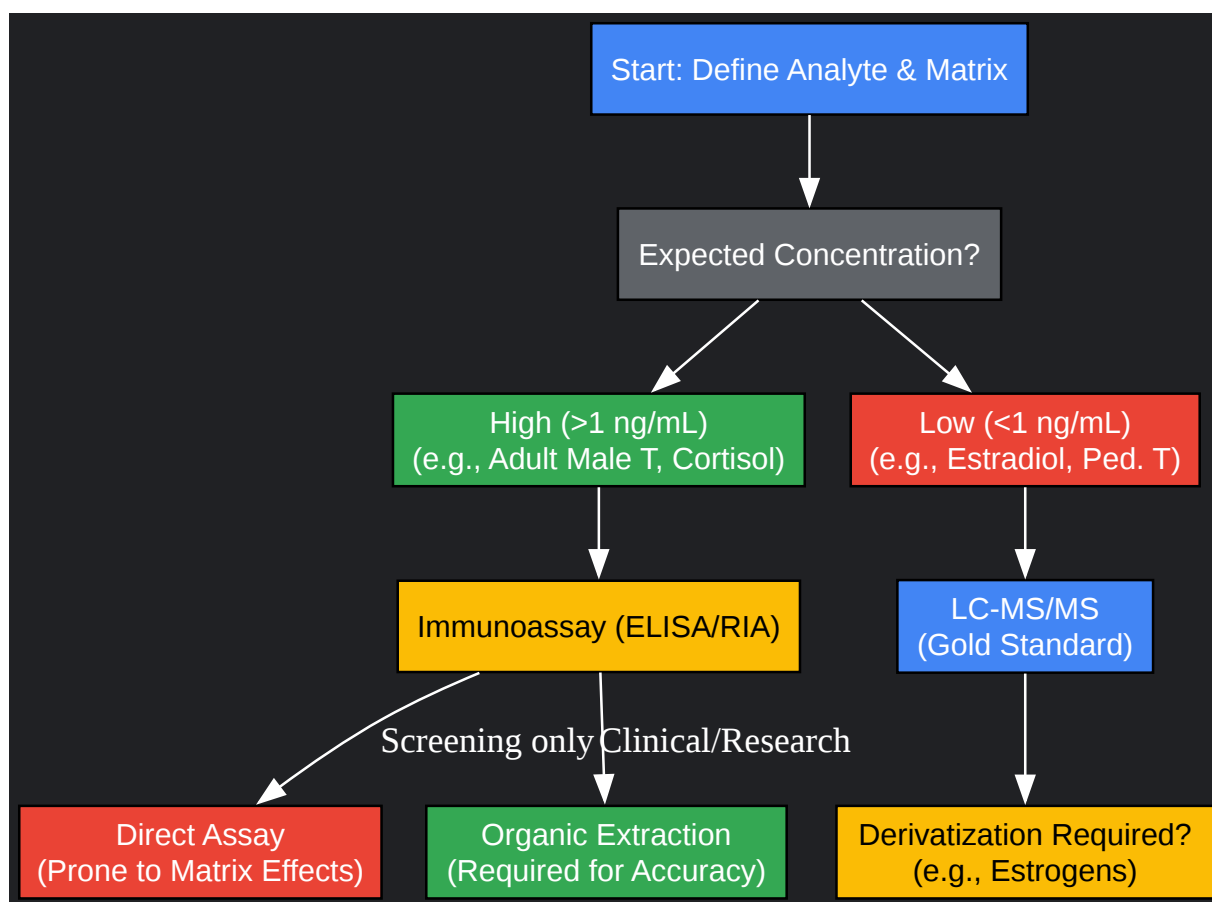 Start: Define Analyte & Matrix
Expected Concentration?
High (>1 ng/mL)
(e.g., Adult Male T, Cortisol)
Low (<1 ng/mL)
(e.g., Estradiol, Ped. T)
Immunoassay (ELISA/RIA)
LC-MS/MS
(Gold Standard)
Screening only
Clinical/Research
Direct Assay
(Prone to Matrix Effects)
Organic Extraction
(Required for Accuracy)
Derivatization Required?
(e.g., Estrogens)